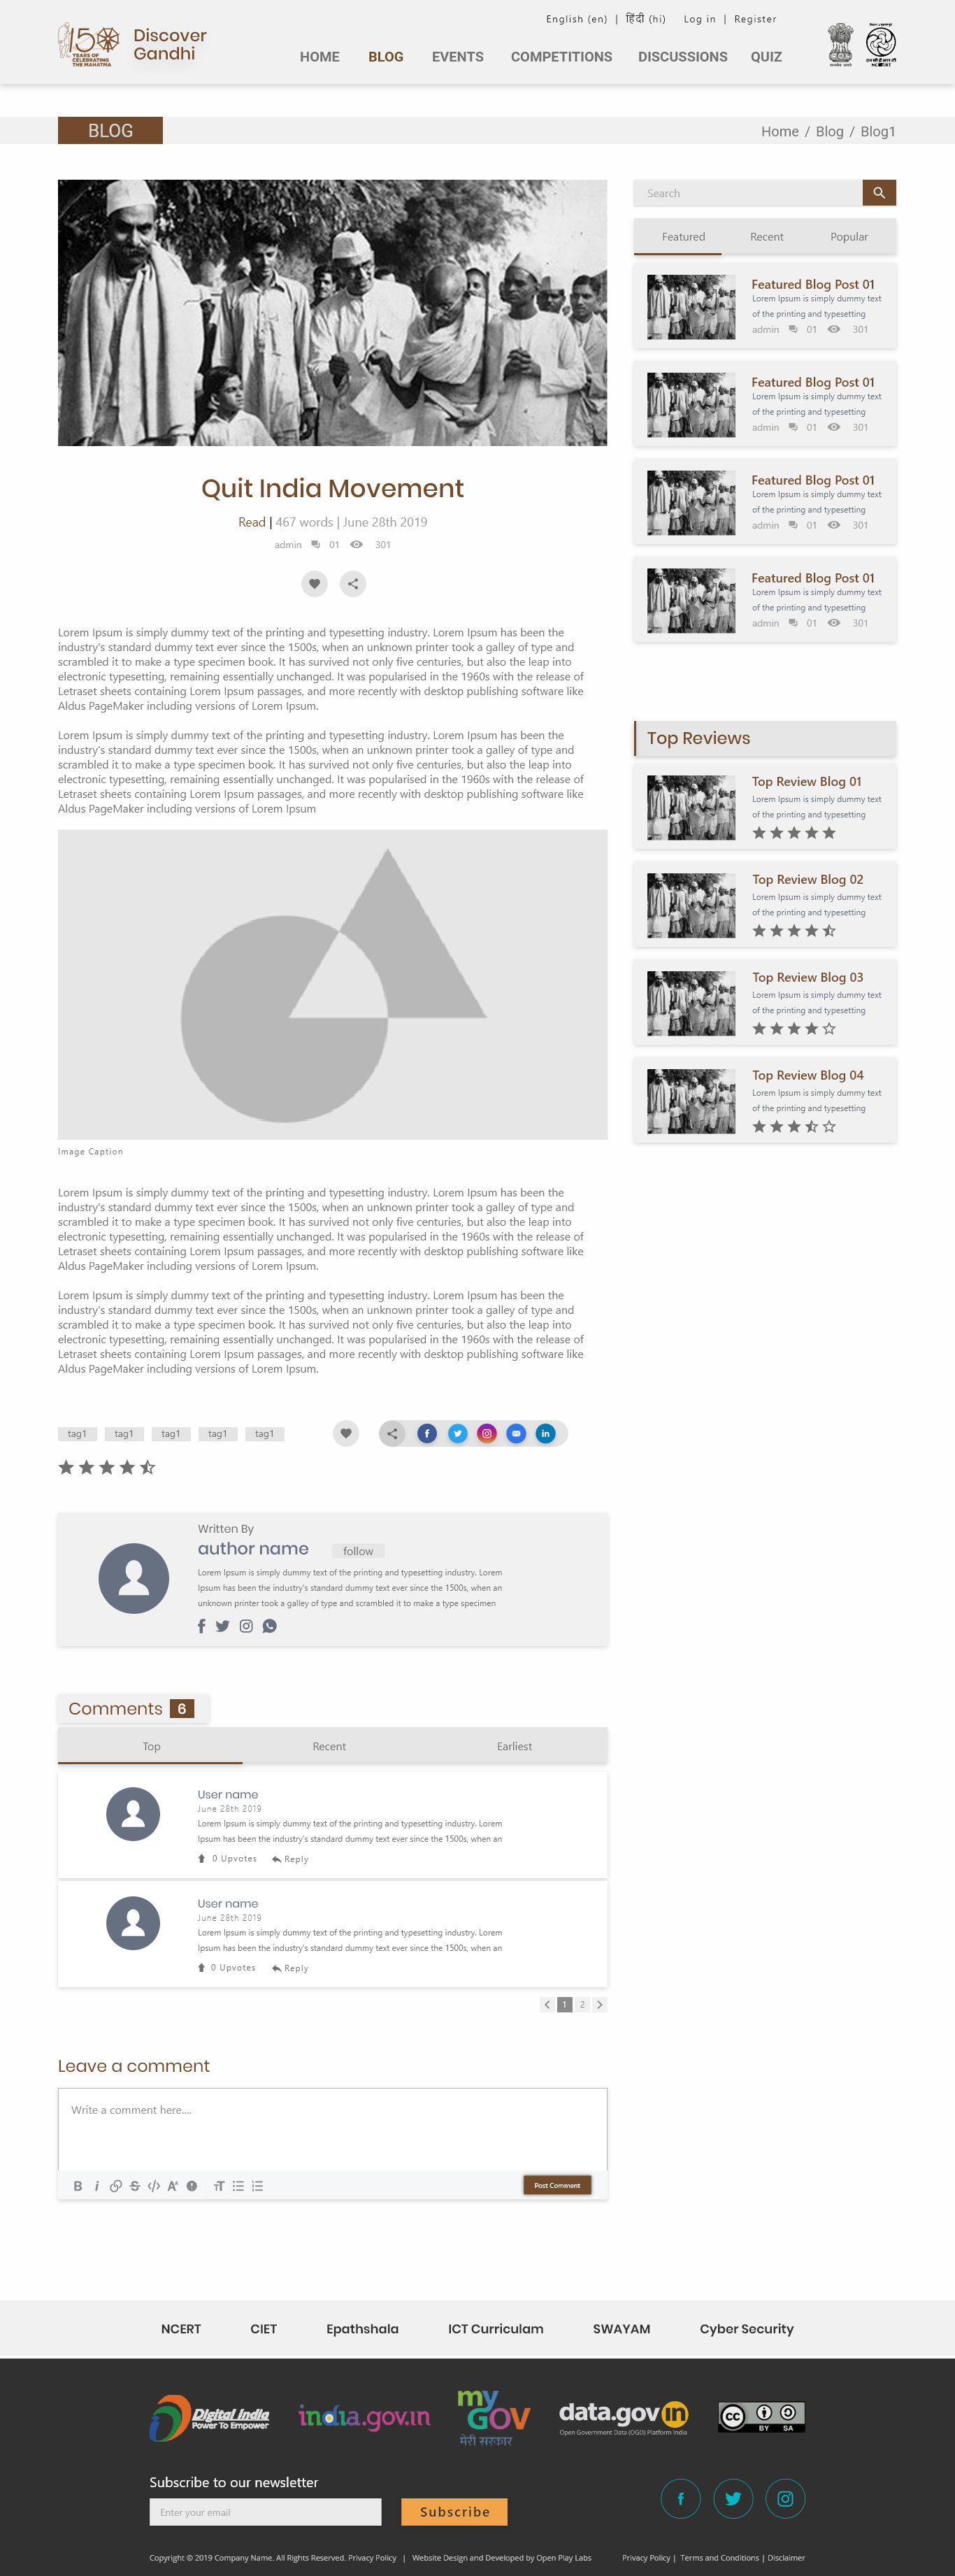 English (en) | हिंदी (hi) Log in | Register
150
YEARS OF
CELEBRATING
THE MAHATMA
Discover
Gandhi
HOME BLOG EVENTS COMPETITIONS DISCUSSIONS QUIZ
BLOG
Home / Blog / Blog1
Search
Featured Recent Popular
Featured Blog Post 01
Lorem Ipsum is simply dummy text
of the printing and typesetting
admin 01 301
Featured Blog Post 01
Lorem Ipsum is simply dummy text
of the printing and typesetting
admin 01 301
Featured Blog Post 01
Lorem Ipsum is simply dummy text
of the printing and typesetting
admin 01 301
Featured Blog Post 01
Lorem Ipsum is simply dummy text
of the printing and typesetting
admin 01 301
Quit India Movement
Read | 467 words | June 28th 2019
admin 01 301
Lorem Ipsum is simply dummy text of the printing and typesetting industry. Lorem Ipsum has been the
industry's standard dummy text ever since the 1500s, when an unknown printer took a galley of type and
scrambled it to make a type specimen book. It has survived not only five centuries, but also the leap into
electronic typesetting, remaining essentially unchanged. It was popularised in the 1960s with the release of
Letraset sheets containing Lorem Ipsum passages, and more recently with desktop publishing software like
Aldus PageMaker including versions of Lorem Ipsum.
Lorem Ipsum is simply dummy text of the printing and typesetting industry. Lorem Ipsum has been the
industry's standard dummy text ever since the 1500s, when an unknown printer took a galley of type and
scrambled it to make a type specimen book. It has survived not only five centuries, but also the leap into
electronic typesetting, remaining essentially unchanged. It was popularised in the 1960s with the release of
Letraset sheets containing Lorem Ipsum passages, and more recently with desktop publishing software like
Aldus PageMaker including versions of Lorem Ipsum
Top Reviews
Top Review Blog 01
Lorem Ipsum is simply dummy text
of the printing and typesetting
Top Review Blog 02
Lorem Ipsum is simply dummy text
of the printing and typesetting
Top Review Blog 03
Lorem Ipsum is simply dummy text
of the printing and typesetting
Top Review Blog 04
Lorem Ipsum is simply dummy text
of the printing and typesetting
Image Caption
Lorem Ipsum is simply dummy text of the printing and typesetting industry. Lorem Ipsum has been the
industry's standard dummy text ever since the 1500s, when an unknown printer took a galley of type and
scrambled it to make a type specimen book. It has survived not only five centuries, but also the leap into
electronic typesetting, remaining essentially unchanged. It was popularised in the 1960s with the release of
Letraset sheets containing Lorem Ipsum passages, and more recently with desktop publishing software like
Aldus PageMaker including versions of Lorem Ipsum.
Lorem Ipsum is simply dummy text of the printing and typesetting industry. Lorem Ipsum has been the
industry's standard dummy text ever since the 1500s, when an unknown printer took a galley of type and
scrambled it to make a type specimen book. It has survived not only five centuries, but also the leap into
electronic typesetting, remaining essentially unchanged. It was popularised in the 1960s with the release of
Letraset sheets containing Lorem Ipsum passages, and more recently with desktop publishing software like
Aldus PageMaker including versions of Lorem Ipsum.
tag1 tag1 tag1 tag1 tag1
Written By
author name follow
Lorem Ipsum is simply dummy text of the printing and typesetting industry. Lorem
Ipsum has been the industry's standard dummy text ever since the 1500s, when an
unknown printer took a galley of type and scrambled it to make a type specimen
Comments 6
Top Recent Earliest
User name
June 28th 2019
Lorem Ipsum is simply dummy text of the printing and typesetting industry. Lorem
Ipsum has been the industry's standard dummy text ever since the 1500s, when an
0 Upvotes Reply
User name
June 28th 2019
Lorem Ipsum is simply dummy text of the printing and typesetting industry. Lorem
Ipsum has been the industry's standard dummy text ever since the 1500s, when an
0 Upvotes Reply
1 2
Leave a comment
Write a comment here....
Post Comment
NCERT CIET Epathshala ICT Curriculam SWAYAM Cyber Security
Digital India
Power To Empower
india.gov.in
my
GOV
मेरी सरकार
data.gov in
Open Government Data (OGD) Platform India
CC BY SA
Subscribe to our newsletter
Enter your email
Subscribe
Copyright © 2019 Company Name. All Rights Reserved. Privacy Policy | Website Design and Developed by Open Play Labs Privacy Policy | Terms and Conditions | Disclaimer